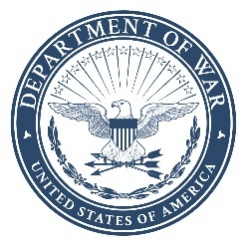 DEPARTMENT OF WAR
UNITED STATES OF AMERICA